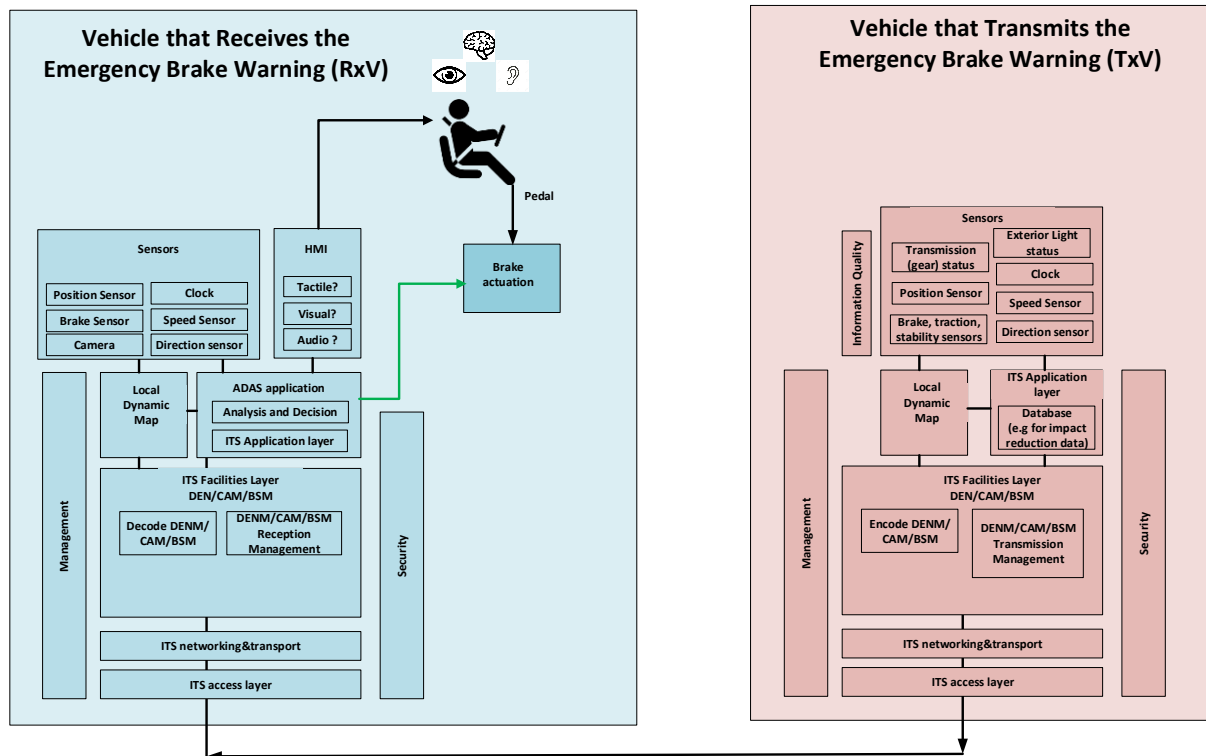 Vehicle that Receives the
Emergency Brake Warning (RxV)
Pedal
Brake
actuation
Sensors
Position Sensor
Clock
Brake Sensor
Speed Sensor
Camera
Direction sensor
HMI
Tactile?
Visual?
Audio ?
Management
Local
Dynamic
Map
ADAS application
Analysis and Decision
ITS Application layer
ITS Facilities Layer
DEN/CAM/BSM
Decode DENM/
CAM/BSM
DENM/CAM/BSM
Reception
Management
Security
ITS networking&transport
ITS access layer
Vehicle that Transmits the
Emergency Brake Warning (TxV)
Information Quality
Sensors
Transmission
(gear) status
Exterior Light
status
Clock
Position Sensor
Speed Sensor
Brake, traction,
stability sensors
Direction sensor
Management
Local
Dynamic
Map
ITS Application
layer
Database
(e.g for impact
reduction data)
ITS Facilities Layer
DEN/CAM/BSM
Encode DENM/
CAM/BSM
DENM/CAM/BSM
Transmission
Management
Security
ITS networking&transport
ITS access layer